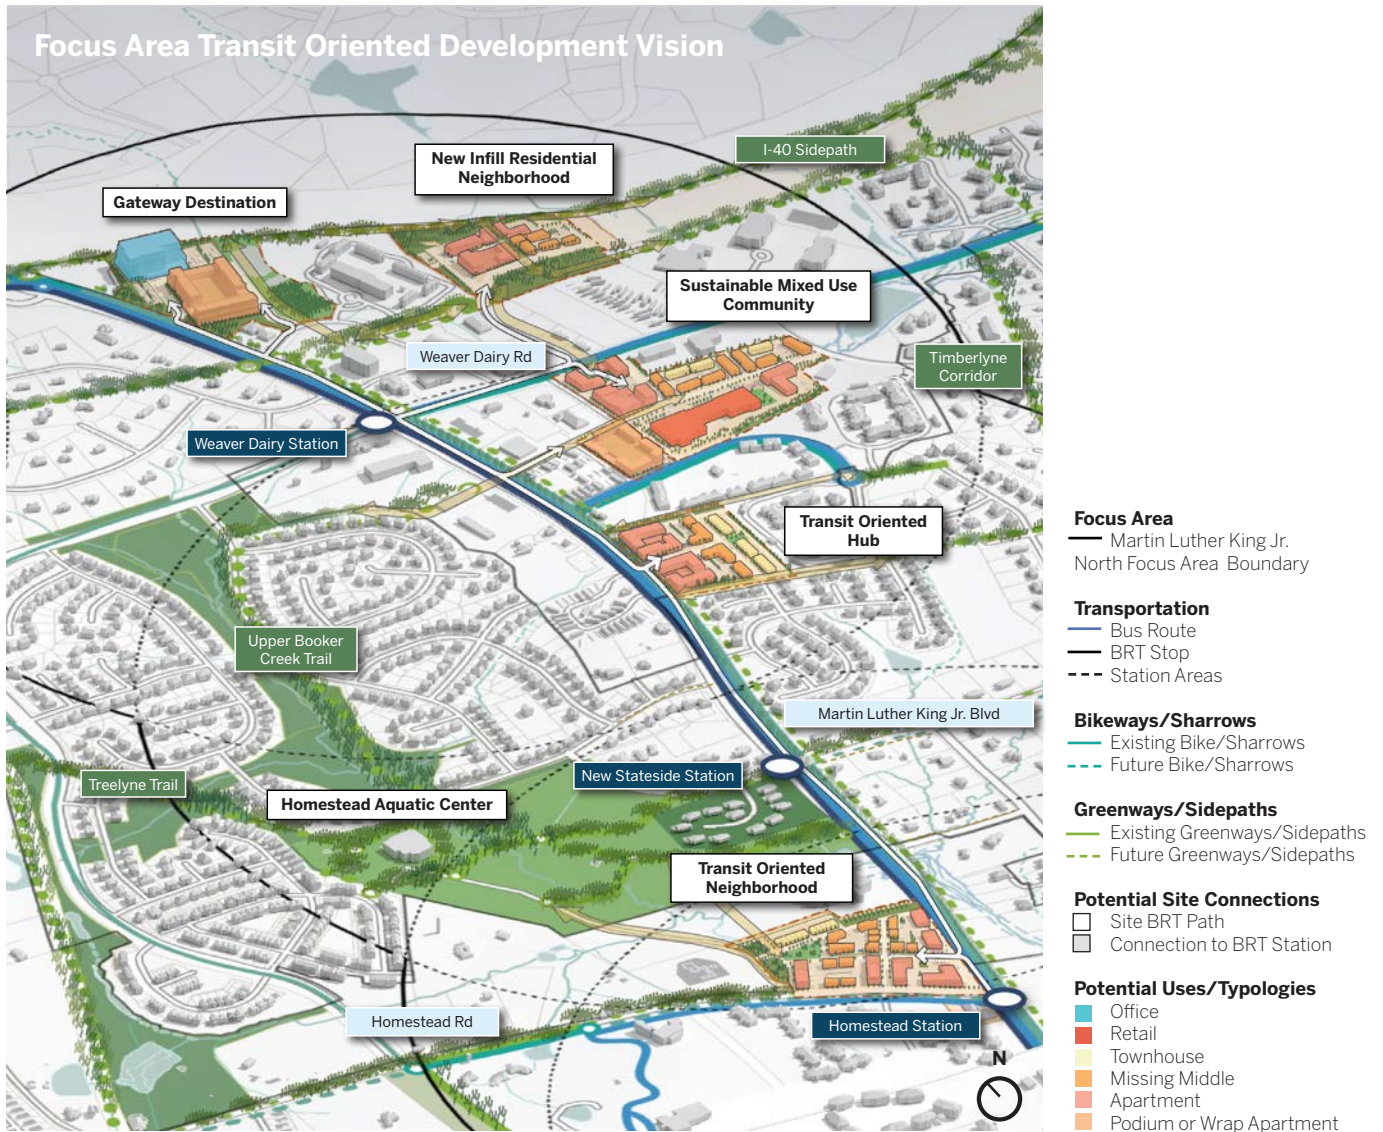 Focus Area Transit Oriented Development Vision
I-40 Sidepath
New Infill Residential
Neighborhood
Gateway Destination
Sustainable Mixed Use
Community
Weaver Dairy Rd
Timberlyne
Corridor
Weaver Dairy Station
Transit Oriented
Hub
Upper Booker
Creek Trail
Martin Luther King Jr. Blvd
New Stateside Station
Treelyne Trail
Homestead Aquatic Center
Transit Oriented
Neighborhood
Homestead Rd
Homestead Station
N
Focus Area
Martin Luther King Jr.
North Focus Area Boundary
Transportation
Bus Route
BRT Stop
Station Areas
Bikeways/Sharrows
Existing Bike/Sharrows
Future Bike/Sharrows
Greenways/Sidepaths
Existing Greenways/Sidepaths
Future Greenways/Sidepaths
Potential Site Connections
Site BRT Path
Connection to BRT Station
Potential Uses/Typologies
Office
Retail
Townhouse
Missing Middle
Apartment
Podium or Wrap Apartment